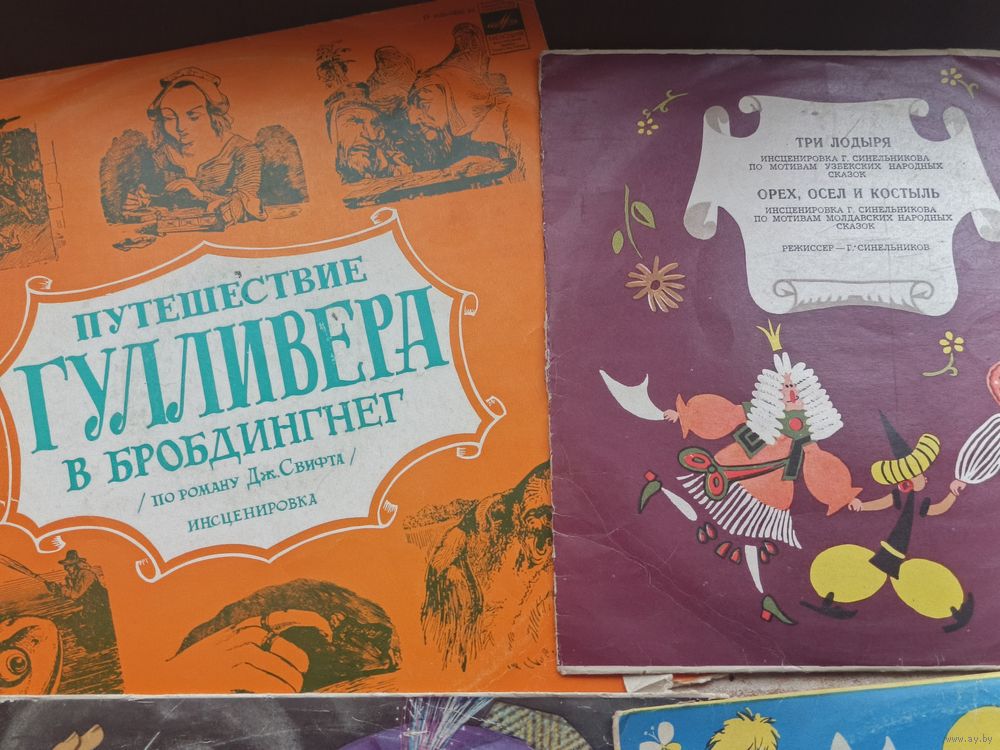 ПУТЕШЕСТВИЕ
ГУЛЛИВЕРА
В БРОБДИНГНЕГ
/ ПО РОМАНУ ДЖ. СВИФТА /
ИНСЦЕНИРОВКА
ТРИ ЛОДЫРЯ
ИНСЦЕНИРОВКА Г. СИНЕЛЬНИКОВА
ПО МОТИВАМ УЗБЕКСКИХ НАРОДНЫХ
СКАЗОК
ОРЕХ, ОСЕЛ И КОСТЫЛЬ
ИНСЦЕНИРОВКА Г. СИНЕЛЬНИКОВА
ПО МОТИВАМ МОЛДАВСКИХ НАРОДНЫХ
СКАЗОК
РЕЖИССЕР — Г. СИНЕЛЬНИКОВ
www.ay.by